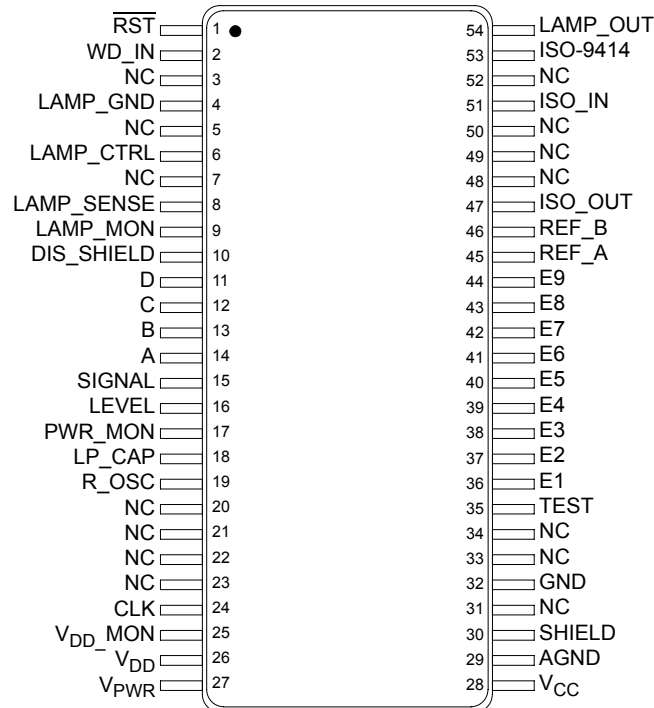 RST 1 54 LAMP_OUT
WD_IN 2 53 ISO-9414
NC 3 52 NC
LAMP_GND 4 51 ISO_IN
NC 5 50 NC
LAMP_CTRL 6 49 NC
NC 7 48 NC
LAMP_SENSE 8 47 ISO_OUT
LAMP_MON 9 46 REF_B
DIS_SHIELD 10 45 REF_A
D 11 44 E9
C 12 43 E8
B 13 42 E7
A 14 41 E6
SIGNAL 15 40 E5
LEVEL 16 39 E4
PWR_MON 17 38 E3
LP_CAP 18 37 E2
R_OSC 19 36 E1
NC 20 35 TEST
NC 21 34 NC
NC 22 33 NC
NC 23 32 GND
CLK 24 31 NC
VDD_MON 25 30 SHIELD
VDD 26 29 AGND
VPWR 27 28 VCC